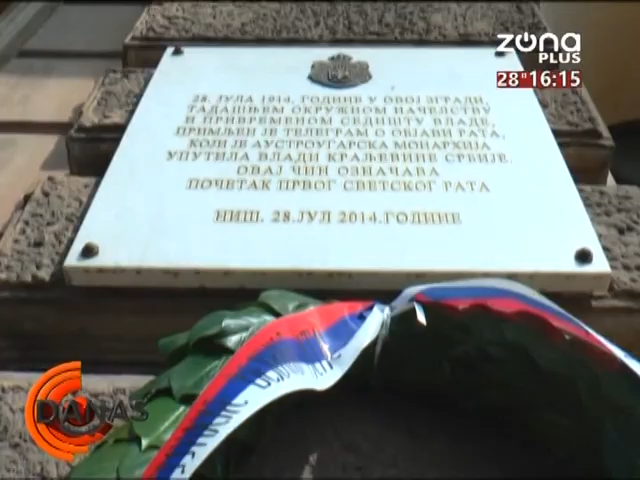 zona
PLUS
28° 16:15
28. ЈУЛА 1914. ГОДИНЕ У ОВОЈ ЗГРАДИ,
ТАДАШЊЕМ ОКРУЖНОМ НАЧЕЛСТВУ
И ПРИВРЕМЕНОМ СЕДИШТУ ВЛАДЕ,
ПРИМЉЕН ЈЕ ТЕЛЕГРАМ О ОБЈАВИ РАТА,
КОЈИ ЈЕ АУСТРОУГАРСКА МОНАРХИЈА
УПУТИЛА ВЛАДИ КРАЉЕВИНЕ СРБИЈЕ.
ОВАЈ ЧИН ОЗНАЧАВА
ПОЧЕТАК ПРВОГ СВЕТСКОГ РАТА
НИШ, 28.ЈУЛ 2014.ГОДИНЕ
DANAS